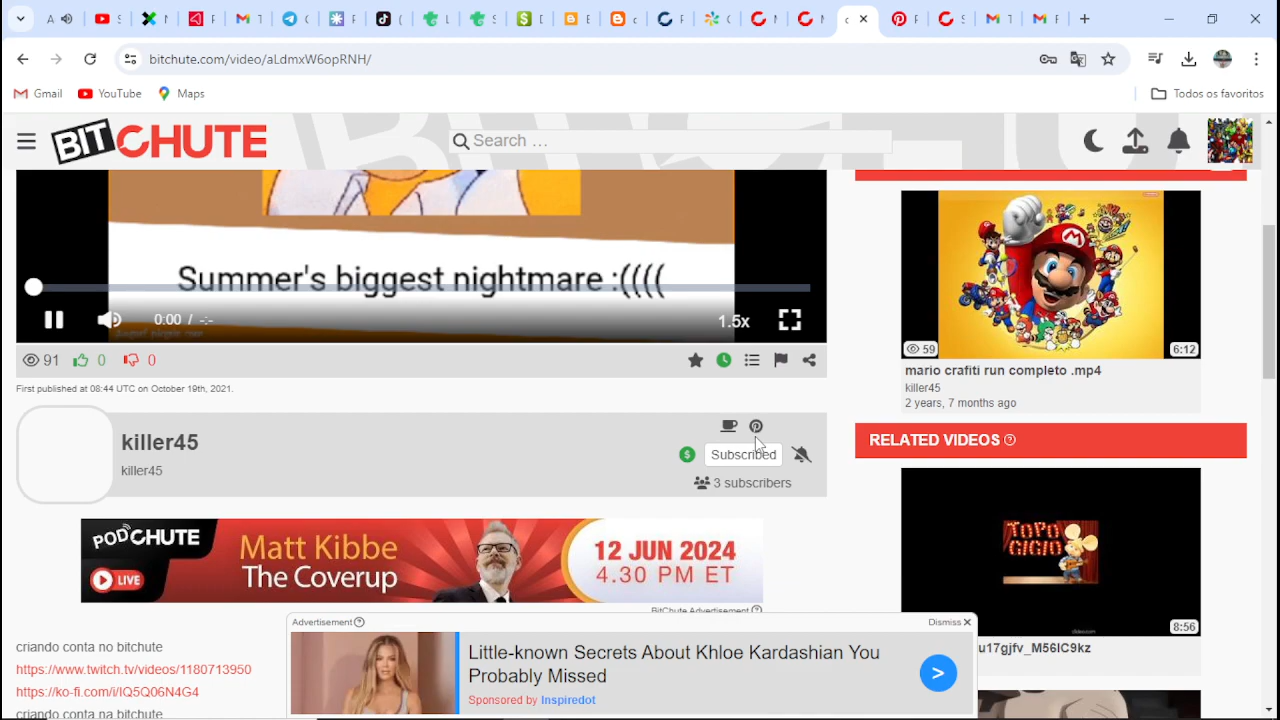 bitchute.com/video/aLdmxW6opRNH/
Gmail YouTube Maps Todos os favoritos
BITCHUTE
Search …
Summer's biggest nightmare :((((
0:00 / -:-
1.5x
91 0 0
First published at 08:44 UTC on October 19th, 2021.
killer45
killer45
Subscribed
3 subscribers
PODCHUTE
LIVE
Matt Kibbe
The Coverup
12 JUN 2024
4.30 PM ET
BitChute Advertisement
criando conta no bitchute
https://www.twitch.tv/videos/1180713950
https://ko-fi.com/i/IQ5Q06N4G4
criando conta na bitchute
Advertisement
Dismiss
Little-known Secrets About Khloe Kardashian You
Probably Missed
Sponsored by Inspiredot
59
6:12
mario crafiti run completo .mp4
killer45
2 years, 7 months ago
RELATED VIDEOS
TOPO
GIGIO
8:56
u17gjfv_M56IC9kz